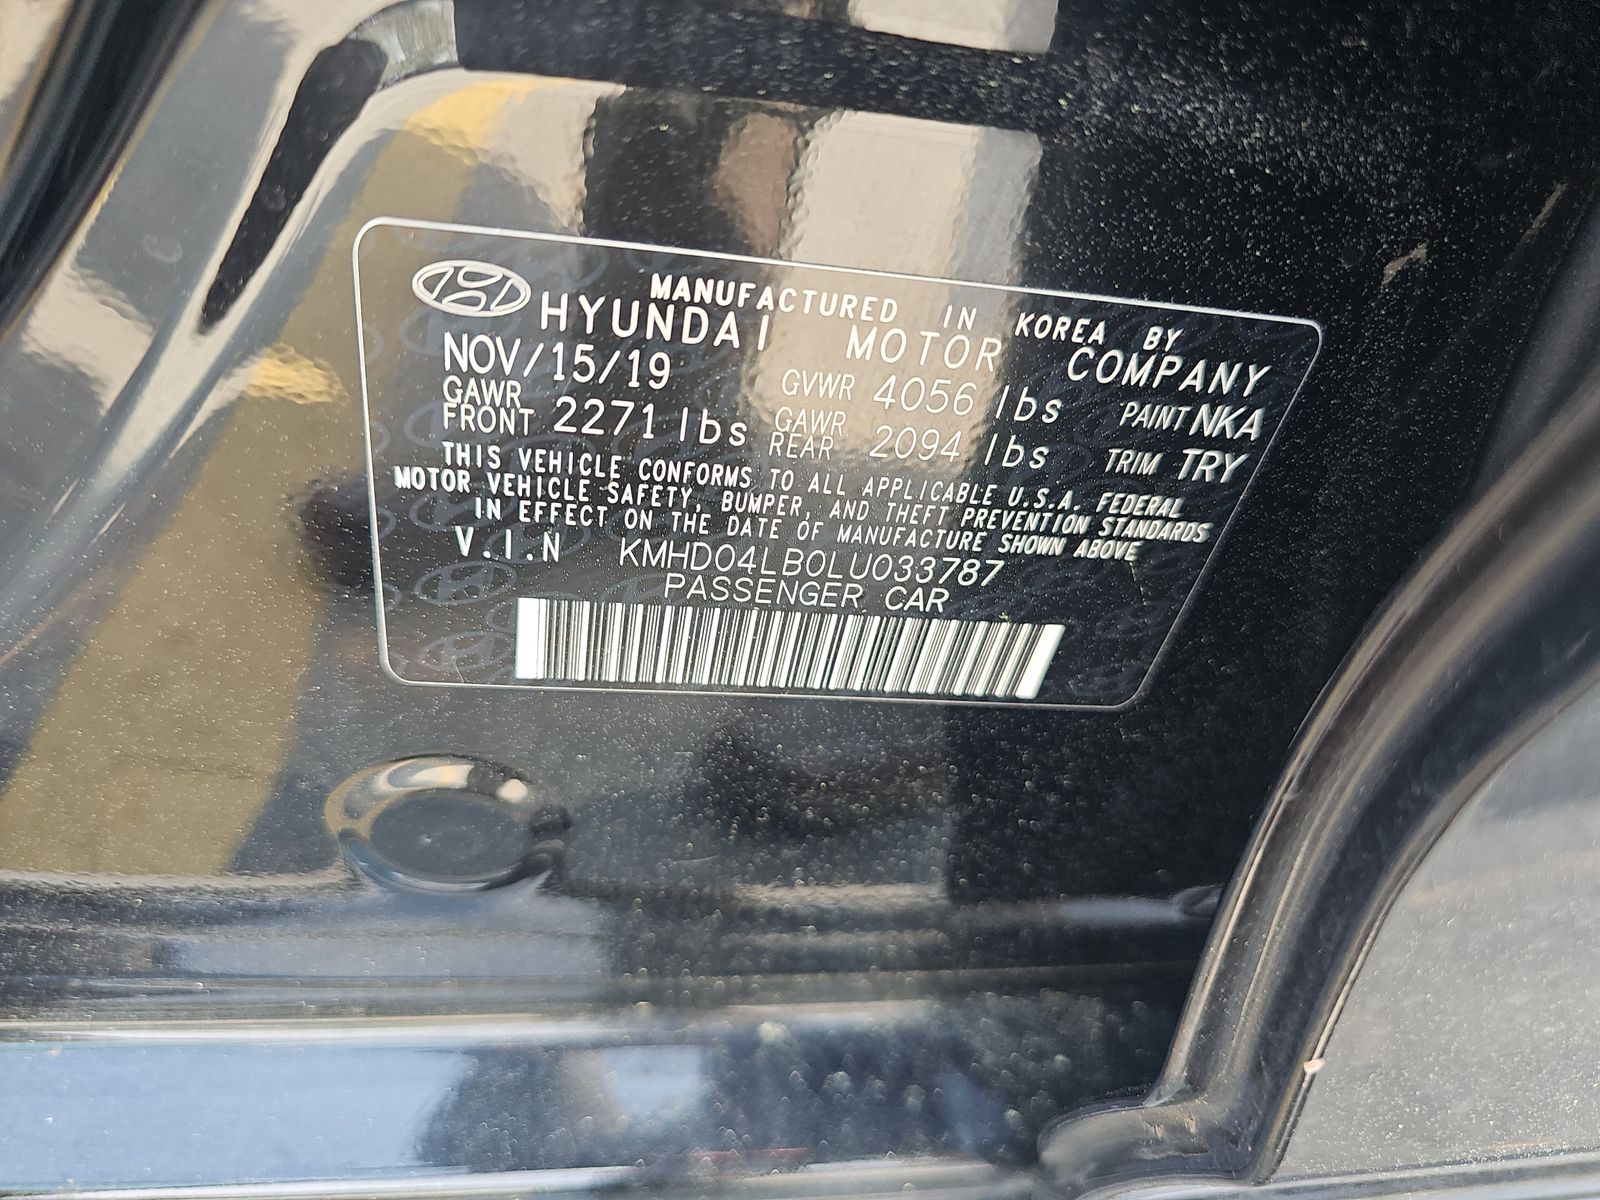 MANUFACTURED IN KOREA BY
HYUNDAI MOTOR COMPANY
NOV/15/19 GVWR 4056 lbs PAINT NKA
GAWR FRONT 2271 lbs GAWR REAR 2094 lbs TRIM TRY
THIS VEHICLE CONFORMS TO ALL APPLICABLE U.S.A. FEDERAL
MOTOR VEHICLE SAFETY, BUMPER, AND THEFT PREVENTION STANDARDS
IN EFFECT ON THE DATE OF MANUFACTURE SHOWN ABOVE
V.I.N KMHD04LB0LU033787
PASSENGER CAR